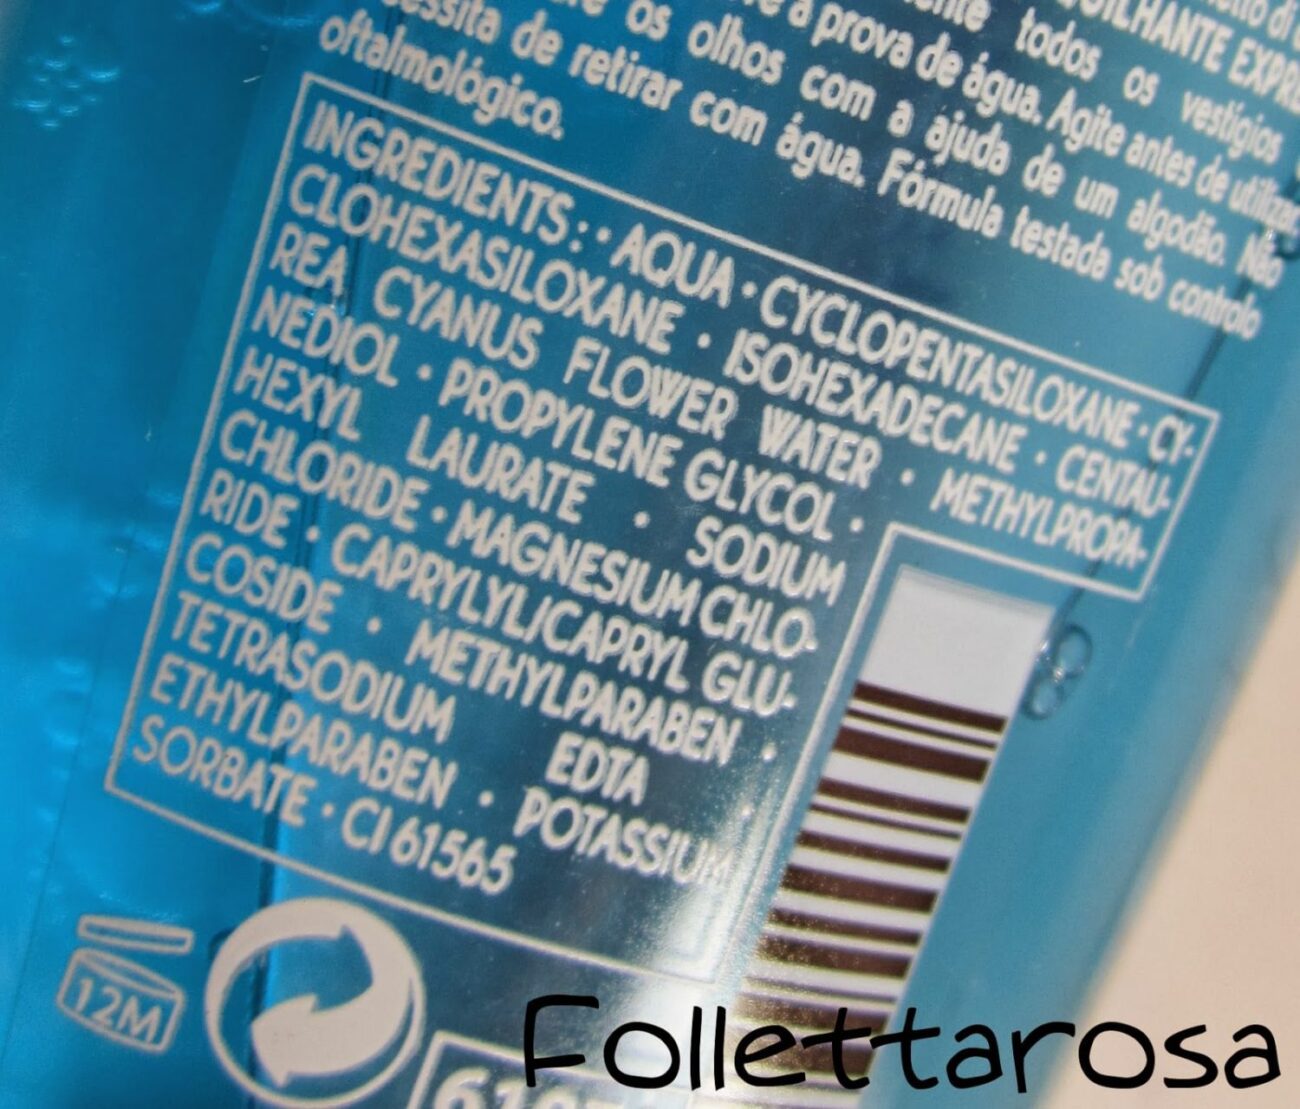 todos os vestígios
à prova de água. Agite antes de utilizar.
os olhos com a ajuda de um algodão. Não
de retirar com água. Fórmula testada sob controlo
oftalmológico.
INGREDIENTS: · AQUA · CYCLOPENTASILOXANE · CY-
CLOHEXASILOXANE · ISOHEXADECANE · CENTAU-
REA CYANUS FLOWER WATER · METHYLPROPA-
NEDIOL · PROPYLENE GLYCOL ·
HEXYL LAURATE · SODIUM
CHLORIDE · MAGNESIUM CHLO-
RIDE · CAPRYLYL/CAPRYL GLU-
COSIDE · METHYLPARABEN ·
TETRASODIUM EDTA ·
ETHYLPARABEN · POTASSIUM
SORBATE · CI 61565
12M
Follettarosa